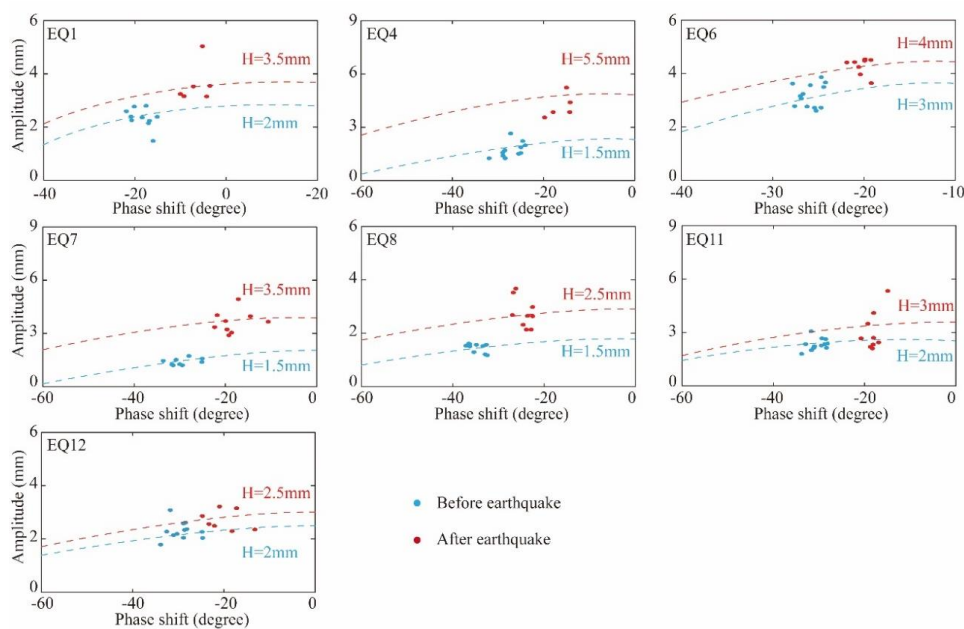 EQ1
H=3.5mm
H=2mm
Amplitude (mm)
6
4
2
0
-40
-20
0
-20
Phase shift (degree)
EQ4
H=5.5mm
H=1.5mm
9
6
3
0
-60
-40
-20
0
Phase shift (degree)
EQ6
H=4mm
H=3mm
6
4
2
0
-40
-30
-20
-10
Phase shift (degree)
EQ7
H=3.5mm
H=1.5mm
Amplitude (mm)
9
6
3
0
-60
-40
-20
0
Phase shift (degree)
EQ8
H=2.5mm
H=1.5mm
6
4
2
0
-60
-40
-20
0
Phase shift (degree)
EQ11
H=3mm
H=2mm
9
6
3
0
-60
-40
-20
0
Phase shift (degree)
EQ12
H=2.5mm
H=2mm
Amplitude (mm)
6
4
2
0
-60
-40
-20
0
Phase shift (degree)
Before earthquake
After earthquake